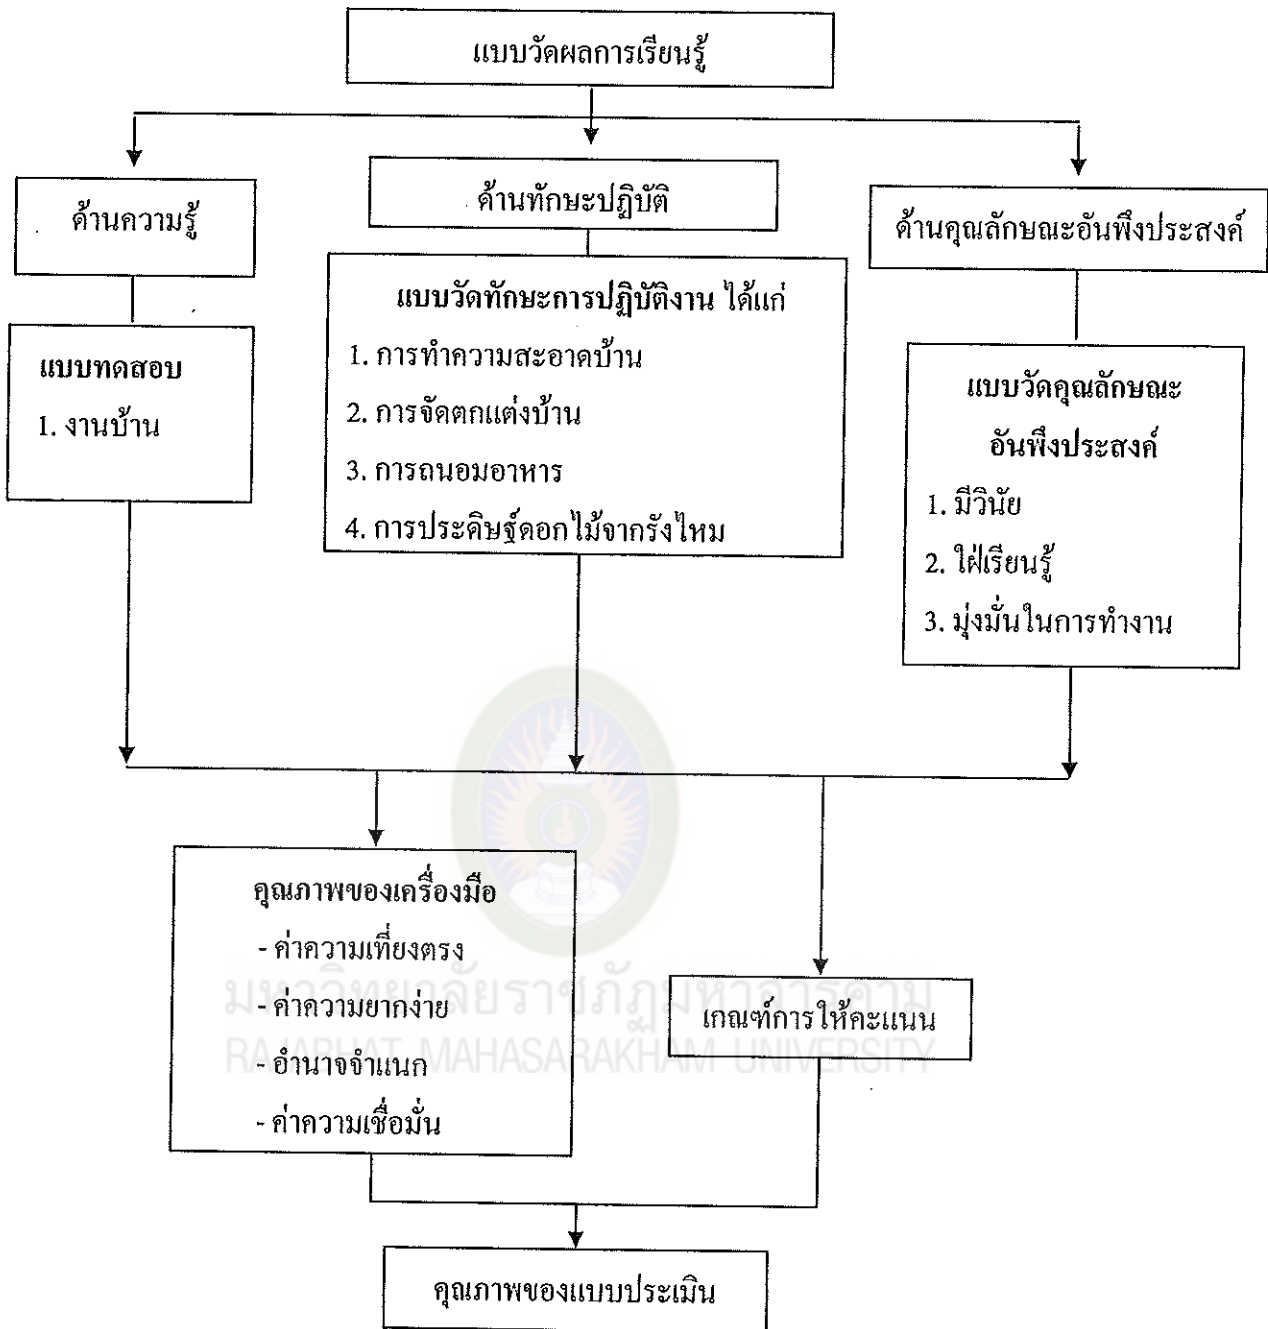 แบบวัดผลการเรียนรู้
ด้านความรู้
ด้านทักษะปฏิบัติ
ด้านคุณลักษณะอันพึงประสงค์
แบบทดสอบ
1. งานบ้าน
แบบวัดทักษะการปฏิบัติงาน ได้แก่
1. การทำความสะอาดบ้าน
2. การจัดตกแต่งบ้าน
3. การถนอมอาหาร
4. การประดิษฐ์ดอกไม้จากรังไหม
แบบวัดคุณลักษณะ
อันพึงประสงค์
1. มีวินัย
2. ใฝ่เรียนรู้
3. มุ่งมั่นในการทำงาน
คุณภาพของเครื่องมือ
- ค่าความเที่ยงตรง
- ค่าความยากง่าย
- อำนาจจำแนก
- ค่าความเชื่อมั่น
เกณฑ์การให้คะแนน
มหาวิทยาลัยราชภัฏมหาสารคาม
RAJABHAT MAHASARAKHAM UNIVERSITY
คุณภาพของแบบประเมิน